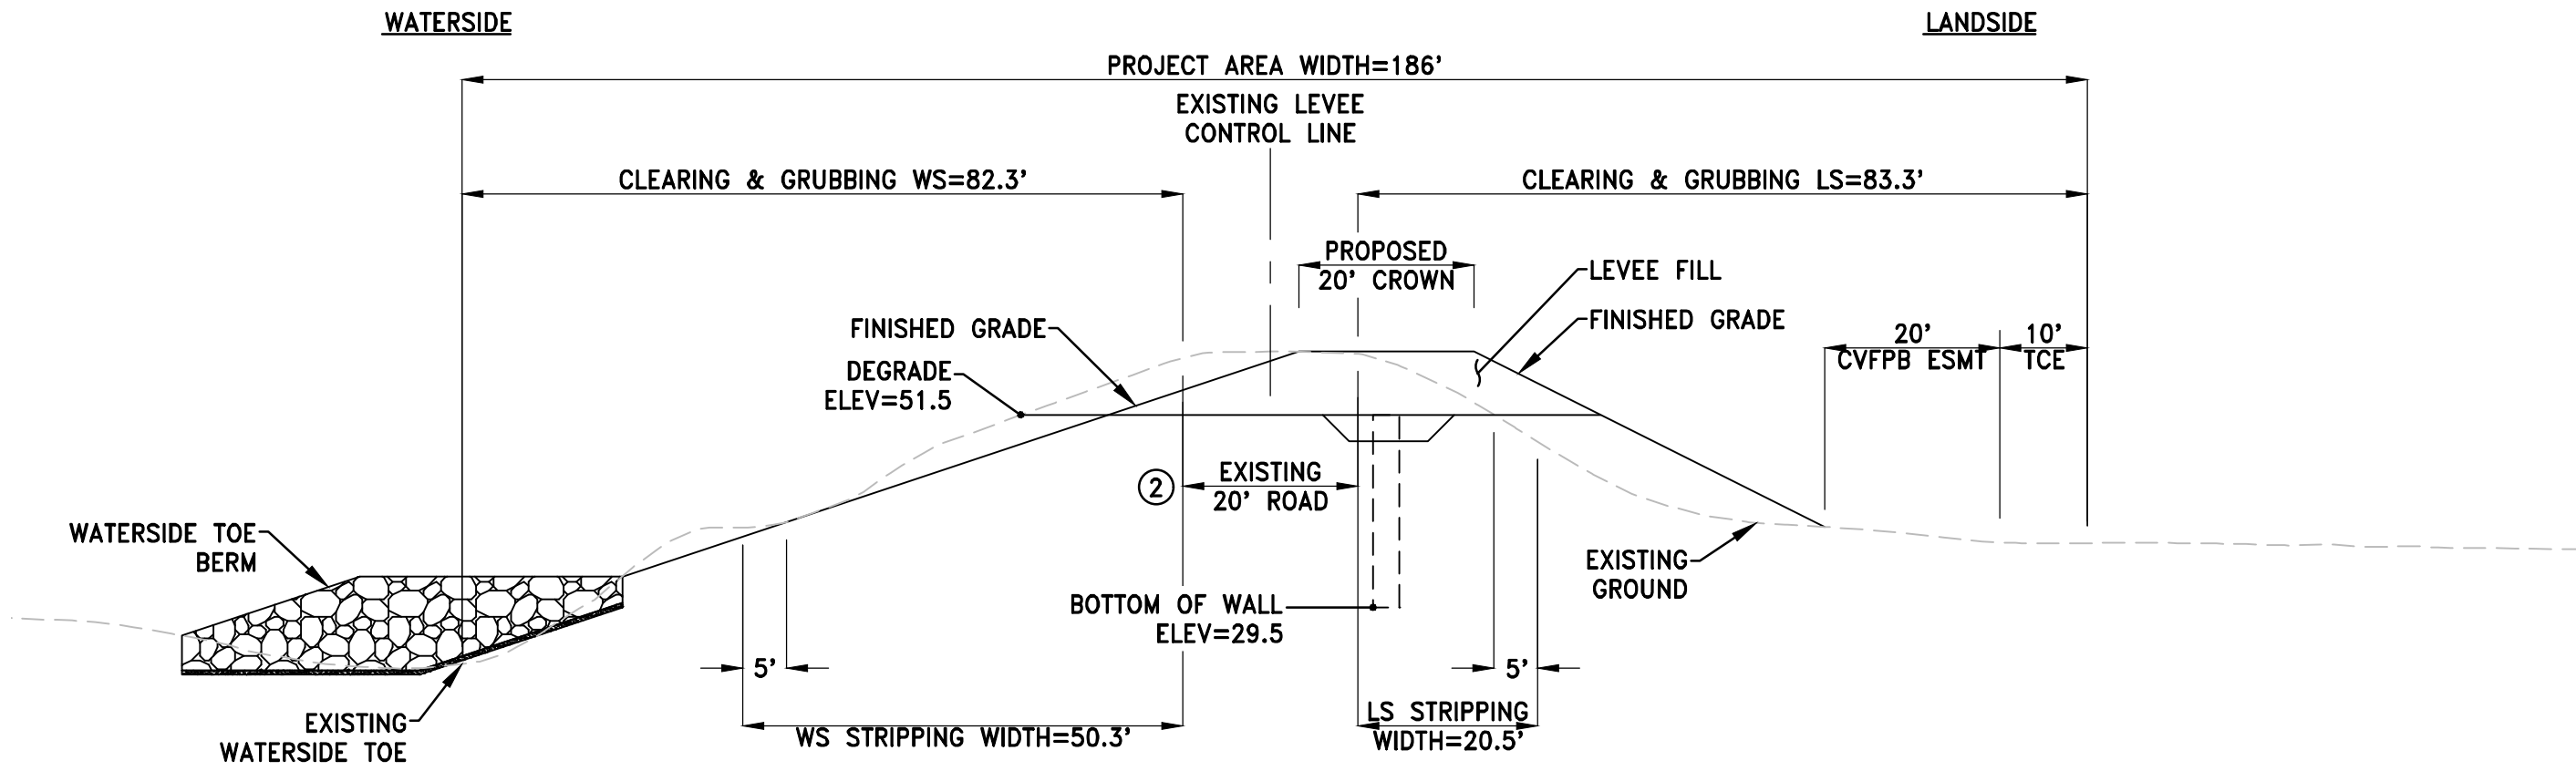 WATERSIDE
LANDSIDE
PROJECT AREA WIDTH=186'
EXISTING LEVEE
CONTROL LINE
CLEARING & GRUBBING WS=82.3'
CLEARING & GRUBBING LS=83.3'
PROPOSED
20' CROWN
LEVEE FILL
FINISHED GRADE
FINISHED GRADE
20'
CVFPB ESMT
10'
TCE
DEGRADE
ELEV=51.5
2
EXISTING
20' ROAD
WATERSIDE TOE
BERM
EXISTING
GROUND
BOTTOM OF WALL
ELEV=29.5
5'
5'
EXISTING
WATERSIDE TOE
WS STRIPPING WIDTH=50.3'
LS STRIPPING
WIDTH=20.5'